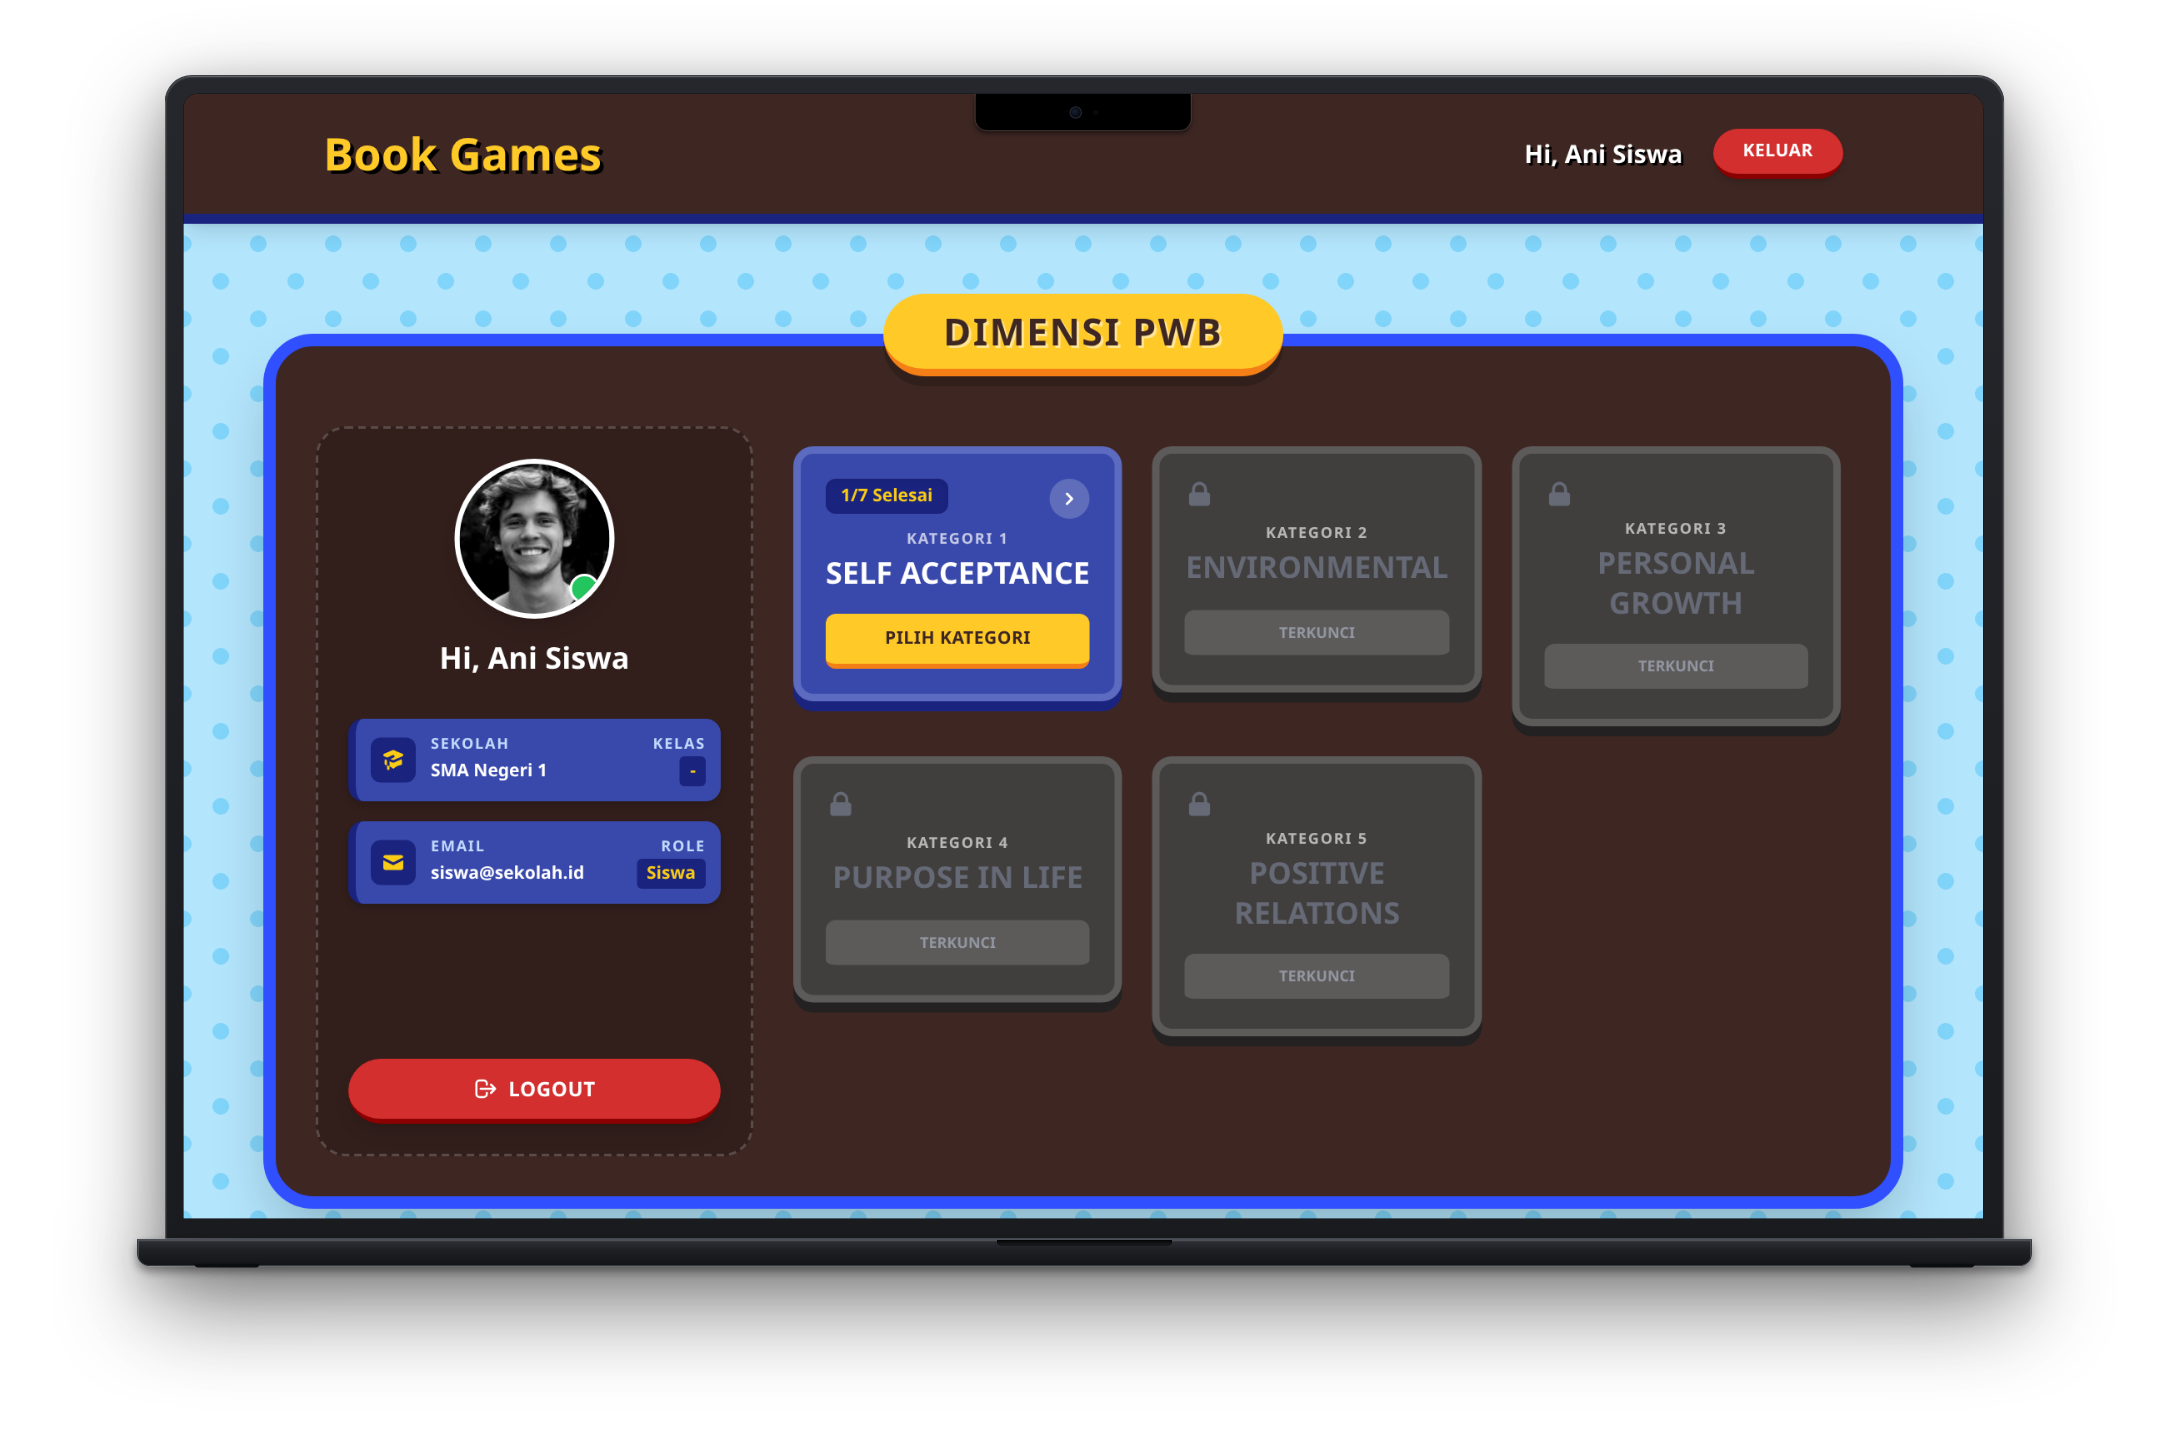 Book Games
Hi, Ani Siswa
KELUAR
DIMENSI PWB
Hi, Ani Siswa
SEKOLAH
SMA Negeri 1
KELAS
-
EMAIL
siswa@sekolah.id
ROLE
Siswa
LOGOUT
1/7 Selesai
KATEGORI 1
SELF ACCEPTANCE
PILIH KATEGORI
KATEGORI 2
ENVIRONMENTAL
TERKUNCI
KATEGORI 3
PERSONAL
GROWTH
TERKUNCI
KATEGORI 4
PURPOSE IN LIFE
TERKUNCI
KATEGORI 5
POSITIVE
RELATIONS
TERKUNCI